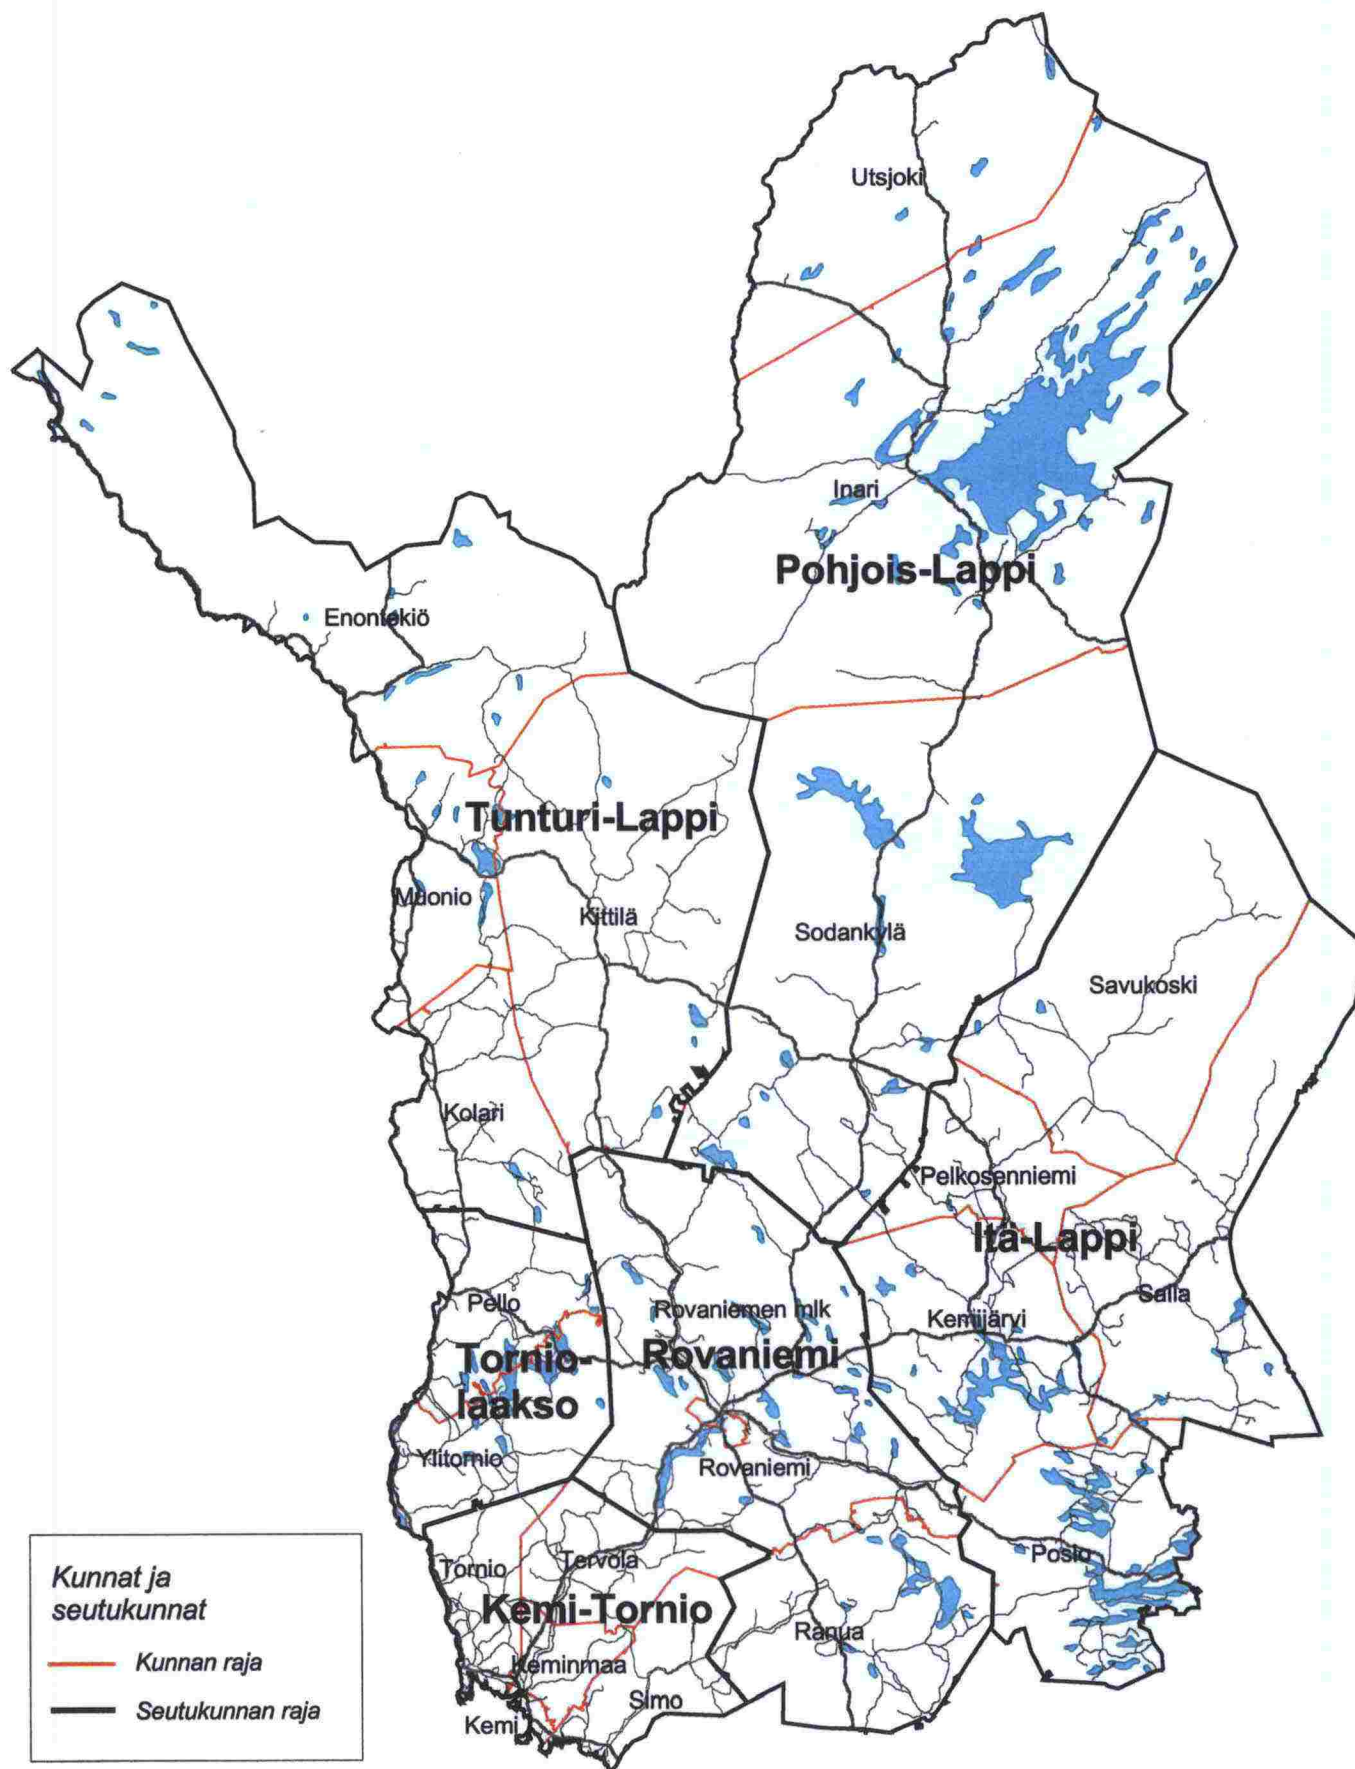 Utsjoki
Inari
Pohjois-Lappi
Enontekiö
Tunturi-Lappi
Muonio
Kittilä
Sodankylä
Savukoski
Kolari
Pelkosenniemi
Itä-Lappi
Salla
Pello
Rovaniemen mlk
Kemijärvi
Rovaniemi
Tornio-
laakso
Ylitornio
Rovaniemi
Posio
Tornio
Tervola
Kemi-Tornio
Ranua
Keminmaa
Simo
Kemi
Kunnat ja
seutukunnat
Kunnan raja
Seutukunnan raja